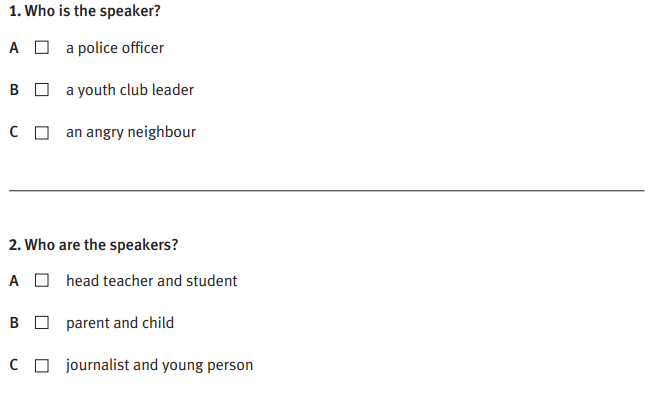 1. Who is the speaker?
A □ a police officer
B □ a youth club leader
C □ an angry neighbour
2. Who are the speakers?
A □ head teacher and student
B □ parent and child
C □ journalist and young person